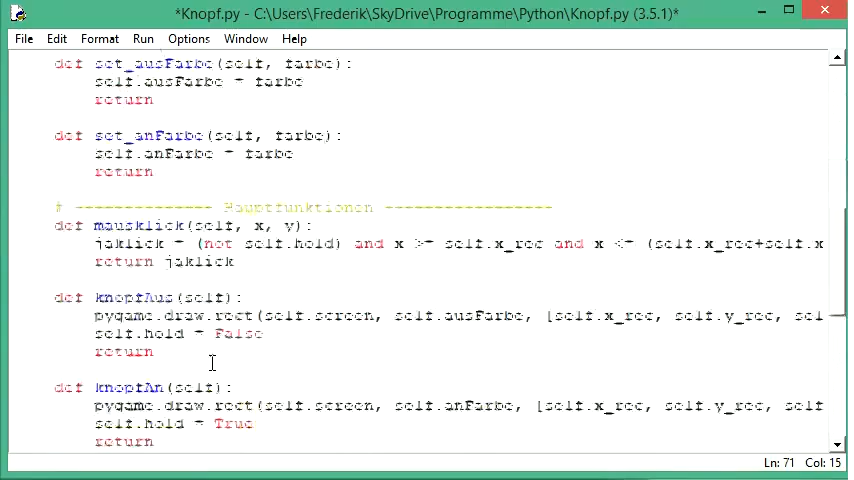 *Knopf.py - C:\Users\Frederik\SkyDrive\Programme\Python\Knopf.py (3.5.1)*
File Edit Format Run Options Window Help
def set_ausFarbe(self, farbe):
self.ausFarbe = farbe
return
def set_anFarbe(self, farbe):
self.anFarbe = farbe
return
# -------------- Hauptfunktionen -----------------
def mausklick(self, x, y):
jaklick = (not self.hold) and x >= self.x_rec and x <= (self.x_rec+self.x
return jaklick
def knopfAus(self):
pygame.draw.rect(self.screen, self.ausFarbe, [self.x_rec, self.y_rec, sel
self.hold = False
return
def knopfAn(self):
pygame.draw.rect(self.screen, self.anFarbe, [self.x_rec, self.y_rec, self
self.hold = True
return
Ln: 71 Col: 15